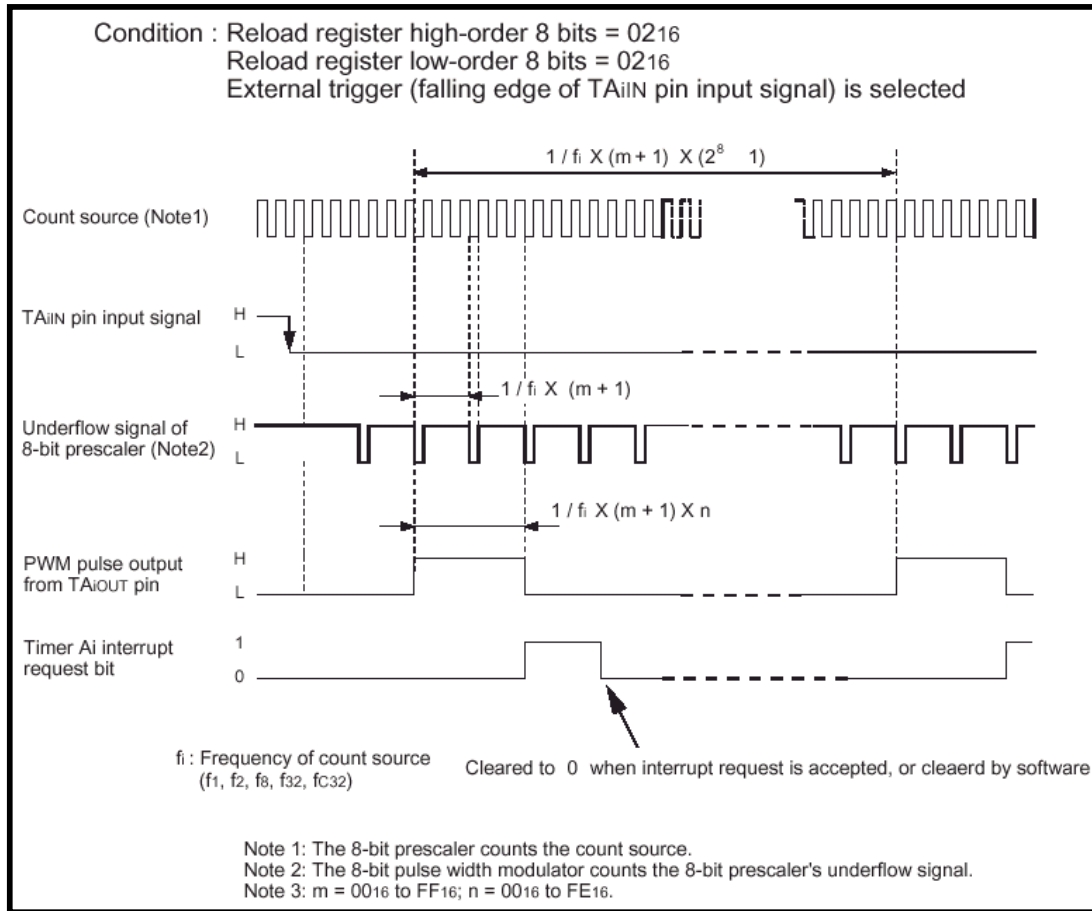 Condition : Reload register high-order 8 bits = 0216
Reload register low-order 8 bits = 0216
External trigger (falling edge of TAiIN pin input signal) is selected
1 / fi X (m + 1) X (2^8 1)
Count source (Note1)
TAiIN pin input signal
H
L
1 / fi X (m + 1)
Underflow signal of
8-bit prescaler (Note2)
H
L
1 / fi X (m + 1) X n
PWM pulse output
from TAiOUT pin
H
L
Timer Ai interrupt
request bit
1
0
fi : Frequency of count source
(f1, f2, f8, f32, fC32)
Cleared to 0 when interrupt request is accepted, or cleaerd by software
Note 1: The 8-bit prescaler counts the count source.
Note 2: The 8-bit pulse width modulator counts the 8-bit prescaler's underflow signal.
Note 3: m = 0016 to FF16; n = 0016 to FE16.